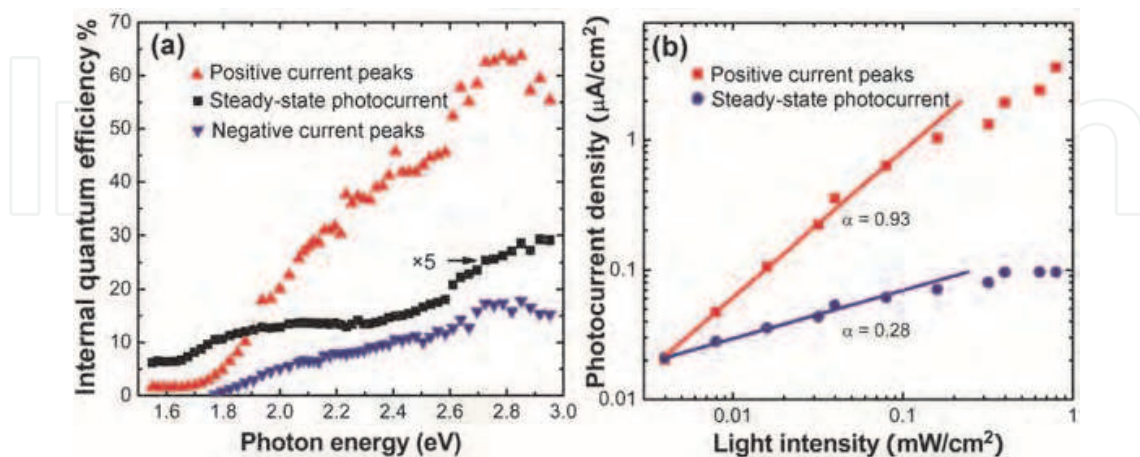 (a)
Positive current peaks
Steady-state photocurrent
Negative current peaks
×5
Internal quantum efficiency %
70
60
50
40
30
20
10
0
1.6 1.8 2.0 2.2 2.4 2.6 2.8 3.0
Photon energy (eV)
(b)
Positive current peaks
Steady-state photocurrent
α = 0.93
α = 0.28
Photocurrent density (μA/cm²)
1
0.1
0.01
0.01 0.1 1
Light intensity (mW/cm²)